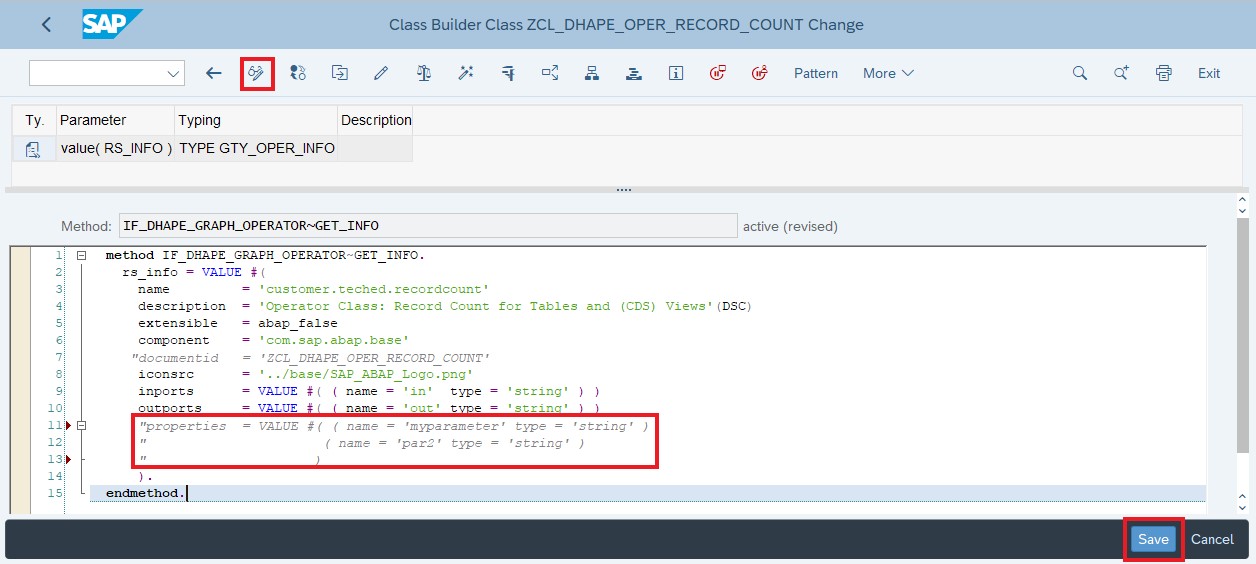 SAP
Class Builder Class ZCL_DHAPE_OPER_RECORD_COUNT Change
Pattern More Exit
Ty. Parameter Typing Description
value( RS_INFO ) TYPE GTY_OPER_INFO
Method: IF_DHAPE_GRAPH_OPERATOR~GET_INFO active (revised)
1 method IF_DHAPE_GRAPH_OPERATOR~GET_INFO.
2 rs_info = VALUE #(
3 name = 'customer.teched.recordcount'
4 description = 'Operator Class: Record Count for Tables and (CDS) Views'(DSC)
5 extensible = abap_false
6 component = 'com.sap.abap.base'
7 "documentid = 'ZCL_DHAPE_OPER_RECORD_COUNT'
8 iconsrc = '../base/SAP_ABAP_Logo.png'
9 inports = VALUE #( ( name = 'in' type = 'string' ) )
10 outports = VALUE #( ( name = 'out' type = 'string' ) )
11 "properties = VALUE #( ( name = 'myparameter' type = 'string' )
12 " ( name = 'par2' type = 'string' )
13 " )
14 ).
15 endmethod.
Save Cancel